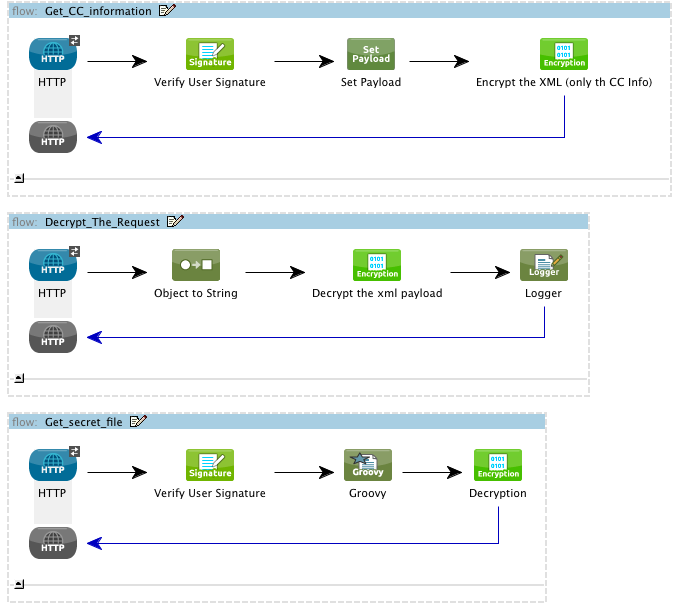 flow: Get_CC_information
HTTP Signature Set Payload 0101 0101 Encryption
HTTP Verify User Signature Set Payload Encrypt the XML (only th CC Info)
HTTP
flow: Decrypt_The_Request
HTTP 0101 0101 Encryption Logger
HTTP Object to String Decrypt the xml payload Logger
HTTP
flow: Get_secret_file
HTTP Signature Groovy 0101 0101 Encryption
HTTP Verify User Signature Groovy Decryption
HTTP